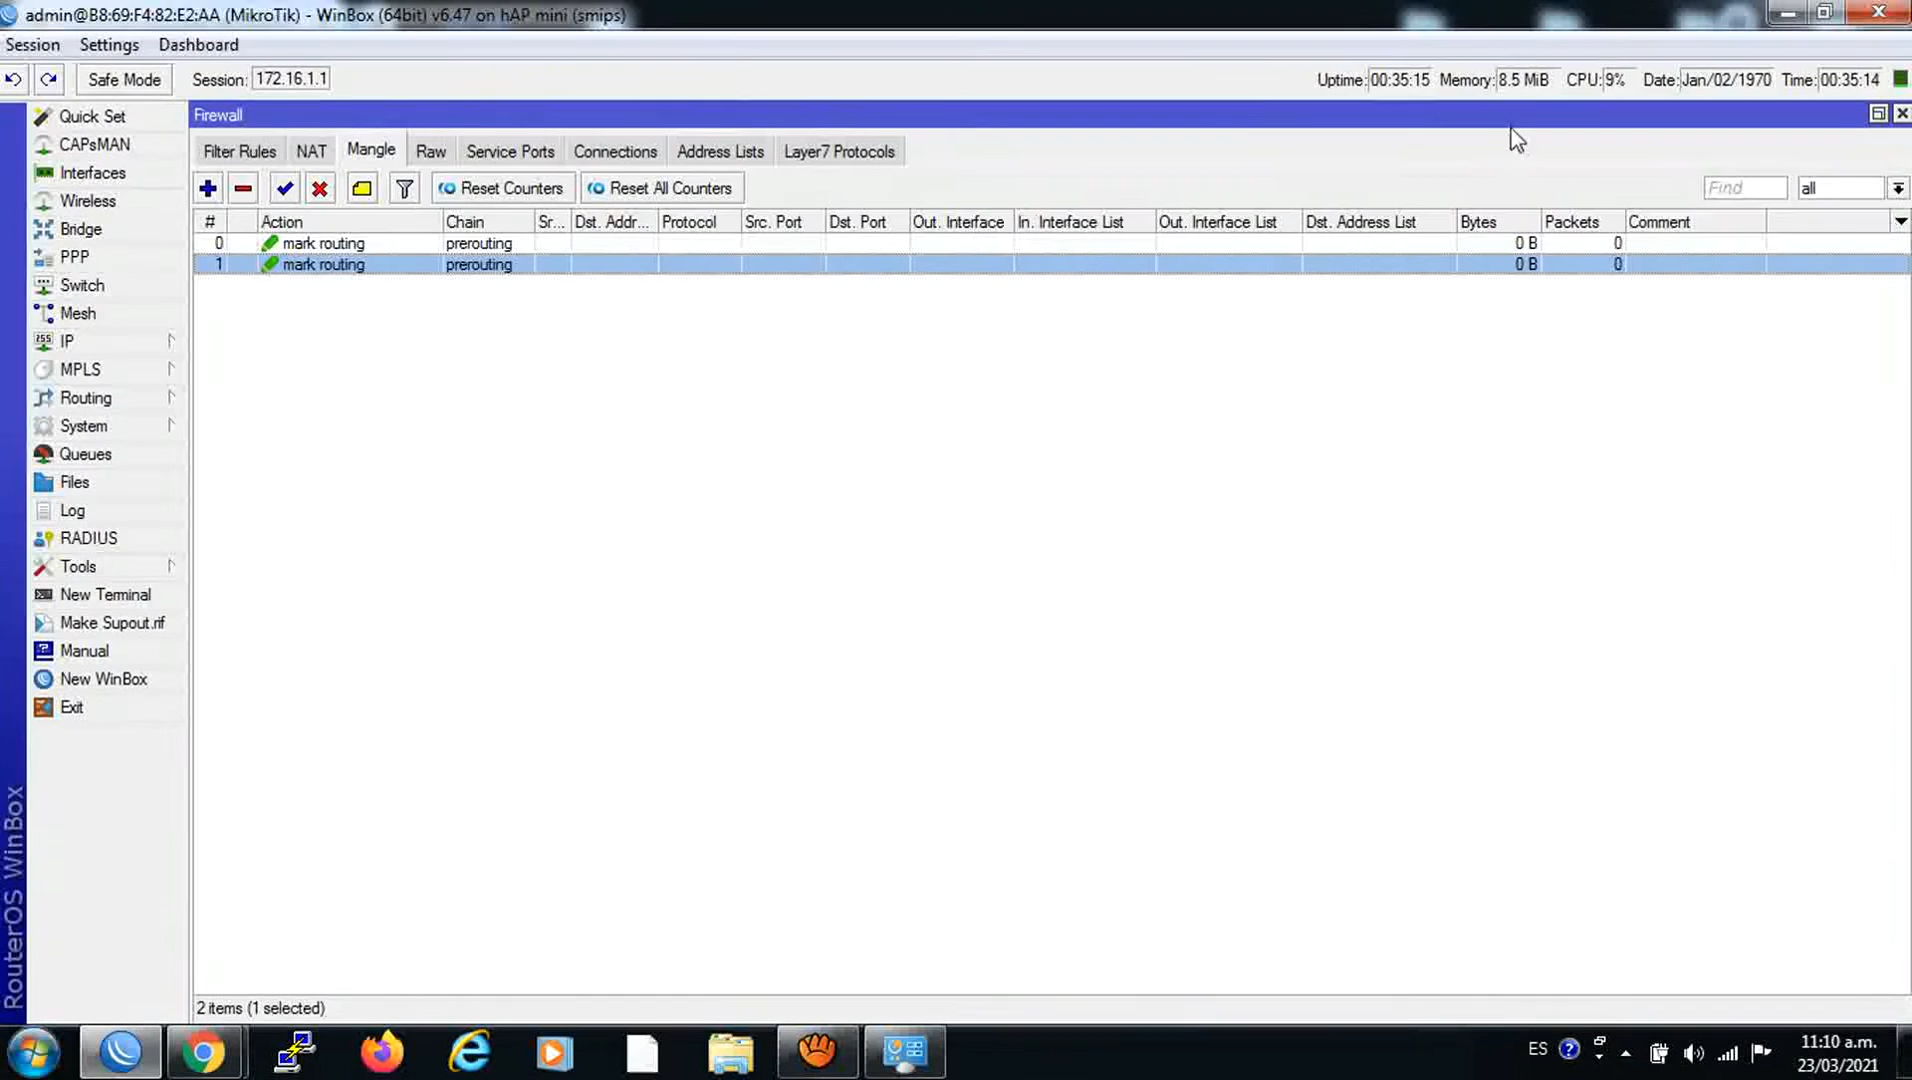 admin@B8:69:F4:82:E2:AA (MikroTik) - WinBox (64bit) v6.47 on hAP mini (smips)
Session Settings Dashboard
Safe Mode Session: 172.16.1.1 Uptime: 00:35:15 Memory: 8.5 MiB CPU: 9% Date: Jan/02/1970 Time: 00:35:14
Quick Set
CAPsMAN
Interfaces
Wireless
Bridge
PPP
Switch
Mesh
IP
MPLS
Routing
System
Queues
Files
Log
RADIUS
Tools
New Terminal
Make Supout.rif
Manual
New WinBox
Exit
RouterOS WinBox
Firewall
Filter Rules NAT Mangle Raw Service Ports Connections Address Lists Layer7 Protocols
Reset Counters Reset All Counters Find all
# Action Chain Sr... Dst. Addr... Protocol Src. Port Dst. Port Out. Interface In. Interface List Out. Interface List Dst. Address List Bytes Packets Comment
0 mark routing prerouting 0 B 0
1 mark routing prerouting 0 B 0
2 items (1 selected)
ES 11:10 a.m.
23/03/2021